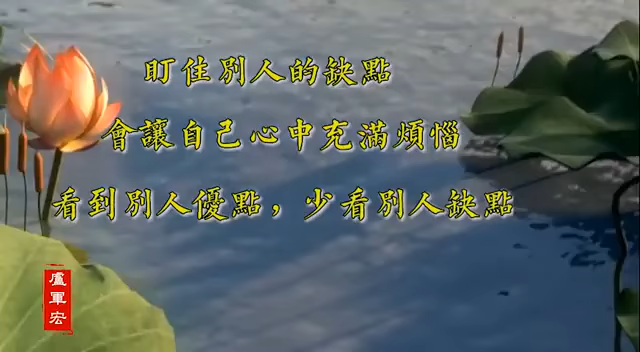 盯住別人的缺點
會讓自己心中充滿煩惱
看到別人優點，少看別人缺點
盧軍宏